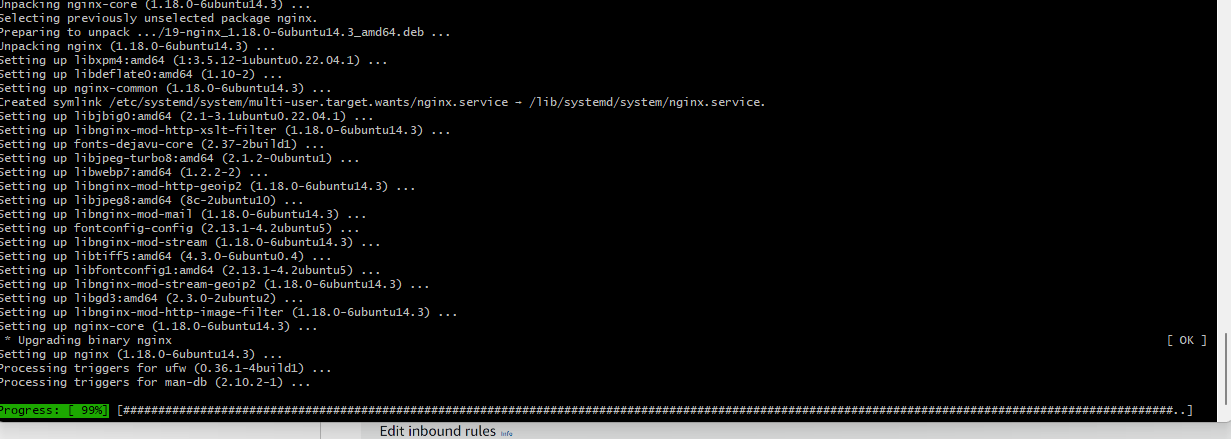 Unpacking nginx-core (1.18.0-6ubuntu14.3) ...
Selecting previously unselected package nginx.
Preparing to unpack .../19-nginx_1.18.0-6ubuntu14.3_amd64.deb ...
Unpacking nginx (1.18.0-6ubuntu14.3) ...
Setting up libxpm4:amd64 (1:3.5.12-1ubuntu0.22.04.1) ...
Setting up libdeflate0:amd64 (1.10-2) ...
Setting up nginx-common (1.18.0-6ubuntu14.3) ...
Created symlink /etc/systemd/system/multi-user.target.wants/nginx.service → /lib/systemd/system/nginx.service.
Setting up libjbig0:amd64 (2.1-3.1ubuntu0.22.04.1) ...
Setting up libnginx-mod-http-xslt-filter (1.18.0-6ubuntu14.3) ...
Setting up fonts-dejavu-core (2.37-2build1) ...
Setting up libjpeg-turbo8:amd64 (2.1.2-0ubuntu1) ...
Setting up libwebp7:amd64 (1.2.2-2) ...
Setting up libnginx-mod-http-geoip2 (1.18.0-6ubuntu14.3) ...
Setting up libjpeg8:amd64 (8c-2ubuntu10) ...
Setting up libnginx-mod-mail (1.18.0-6ubuntu14.3) ...
Setting up fontconfig-config (2.13.1-4.2ubuntu5) ...
Setting up libnginx-mod-stream (1.18.0-6ubuntu14.3) ...
Setting up libtiff5:amd64 (4.3.0-6ubuntu0.4) ...
Setting up libfontconfig1:amd64 (2.13.1-4.2ubuntu5) ...
Setting up libnginx-mod-stream-geoip2 (1.18.0-6ubuntu14.3) ...
Setting up libgd3:amd64 (2.3.0-2ubuntu2) ...
Setting up libnginx-mod-http-image-filter (1.18.0-6ubuntu14.3) ...
Setting up nginx-core (1.18.0-6ubuntu14.3) ...
* Upgrading binary nginx [ OK ]
Setting up nginx (1.18.0-6ubuntu14.3) ...
Processing triggers for ufw (0.36.1-4build1) ...
Processing triggers for man-db (2.10.2-1) ...
Progress: [ 99%] [######################################################################################################################################################..]
Edit inbound rules Info